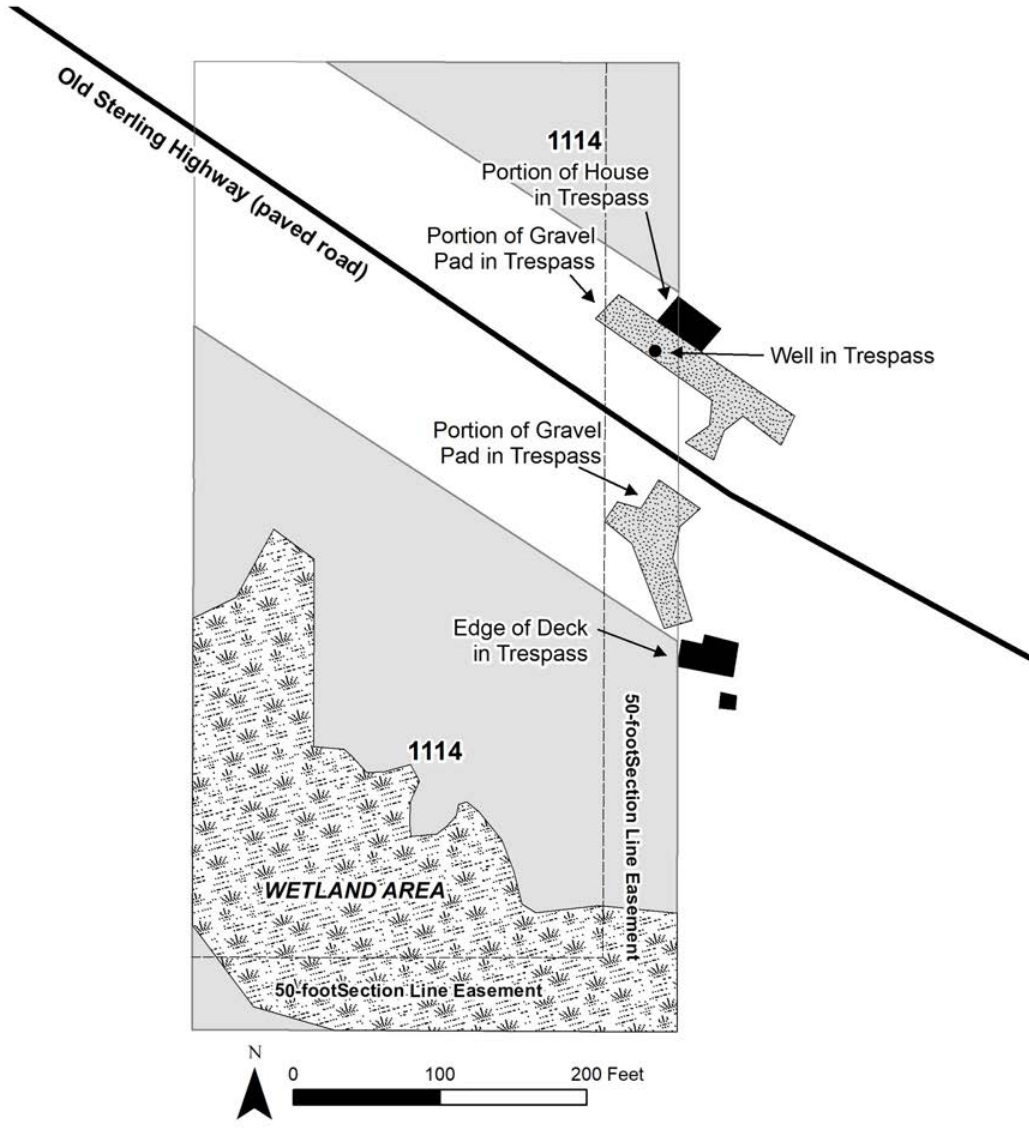 Old Sterling Highway (paved road)
1114
Portion of House
in Trespass
Portion of Gravel
Pad in Trespass
Well in Trespass
Portion of Gravel
Pad in Trespass
Edge of Deck
in Trespass
50-footSection Line Easement
1114
WETLAND AREA
50-footSection Line Easement
N
0 100 200 Feet